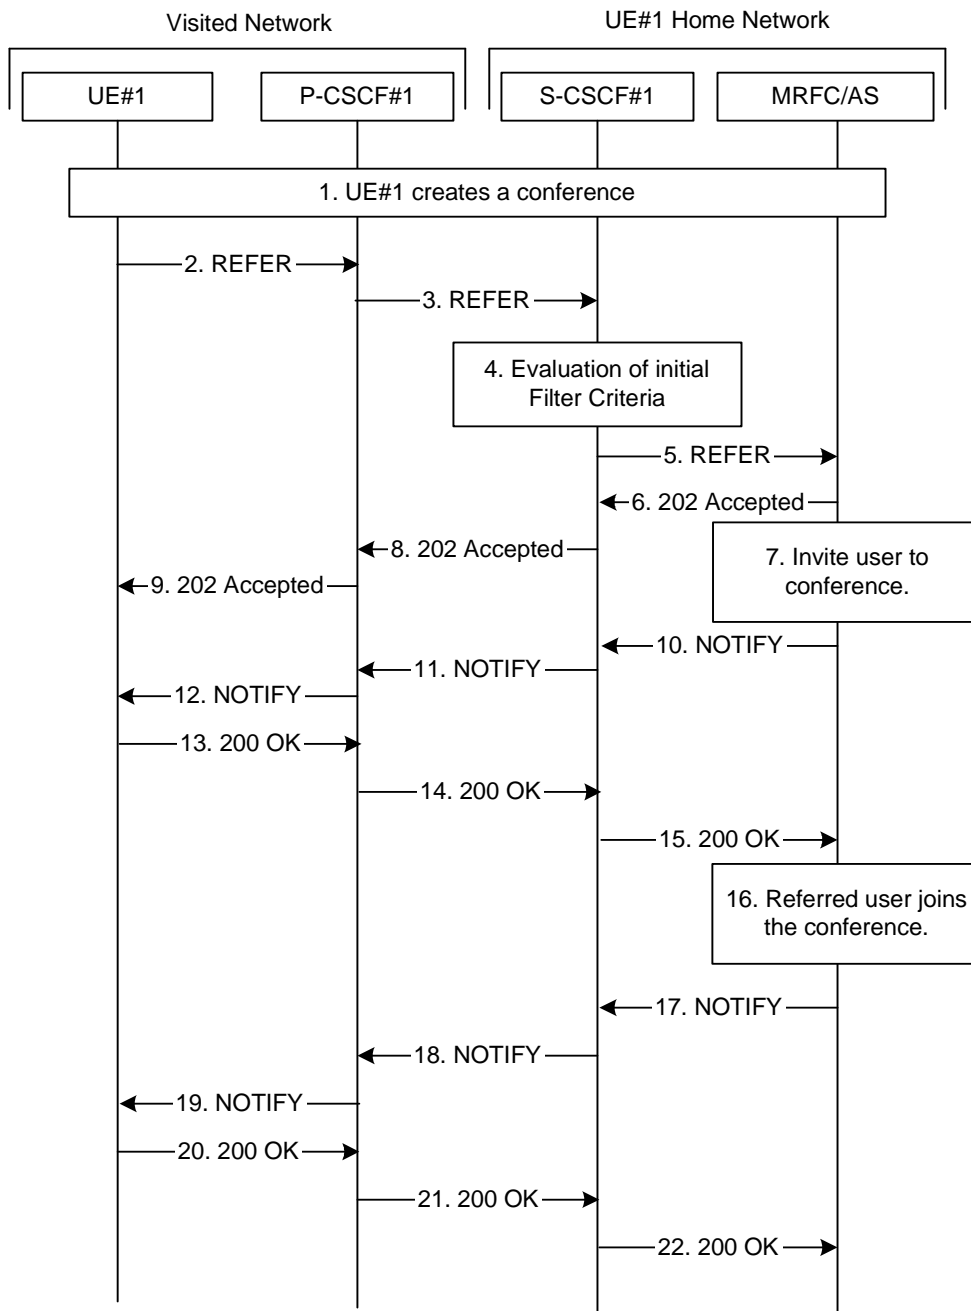 Visited Network
UE#1 Home Network
UE#1
P-CSCF#1
S-CSCF#1
MRFC/AS
1. UE#1 creates a conference
2. REFER
3. REFER
4. Evaluation of initial
Filter Criteria
5. REFER
6. 202 Accepted
8. 202 Accepted
7. Invite user to
conference.
9. 202 Accepted
10. NOTIFY
11. NOTIFY
12. NOTIFY
13. 200 OK
14. 200 OK
15. 200 OK
16. Referred user joins
the conference.
17. NOTIFY
18. NOTIFY
19. NOTIFY
20. 200 OK
21. 200 OK
22. 200 OK